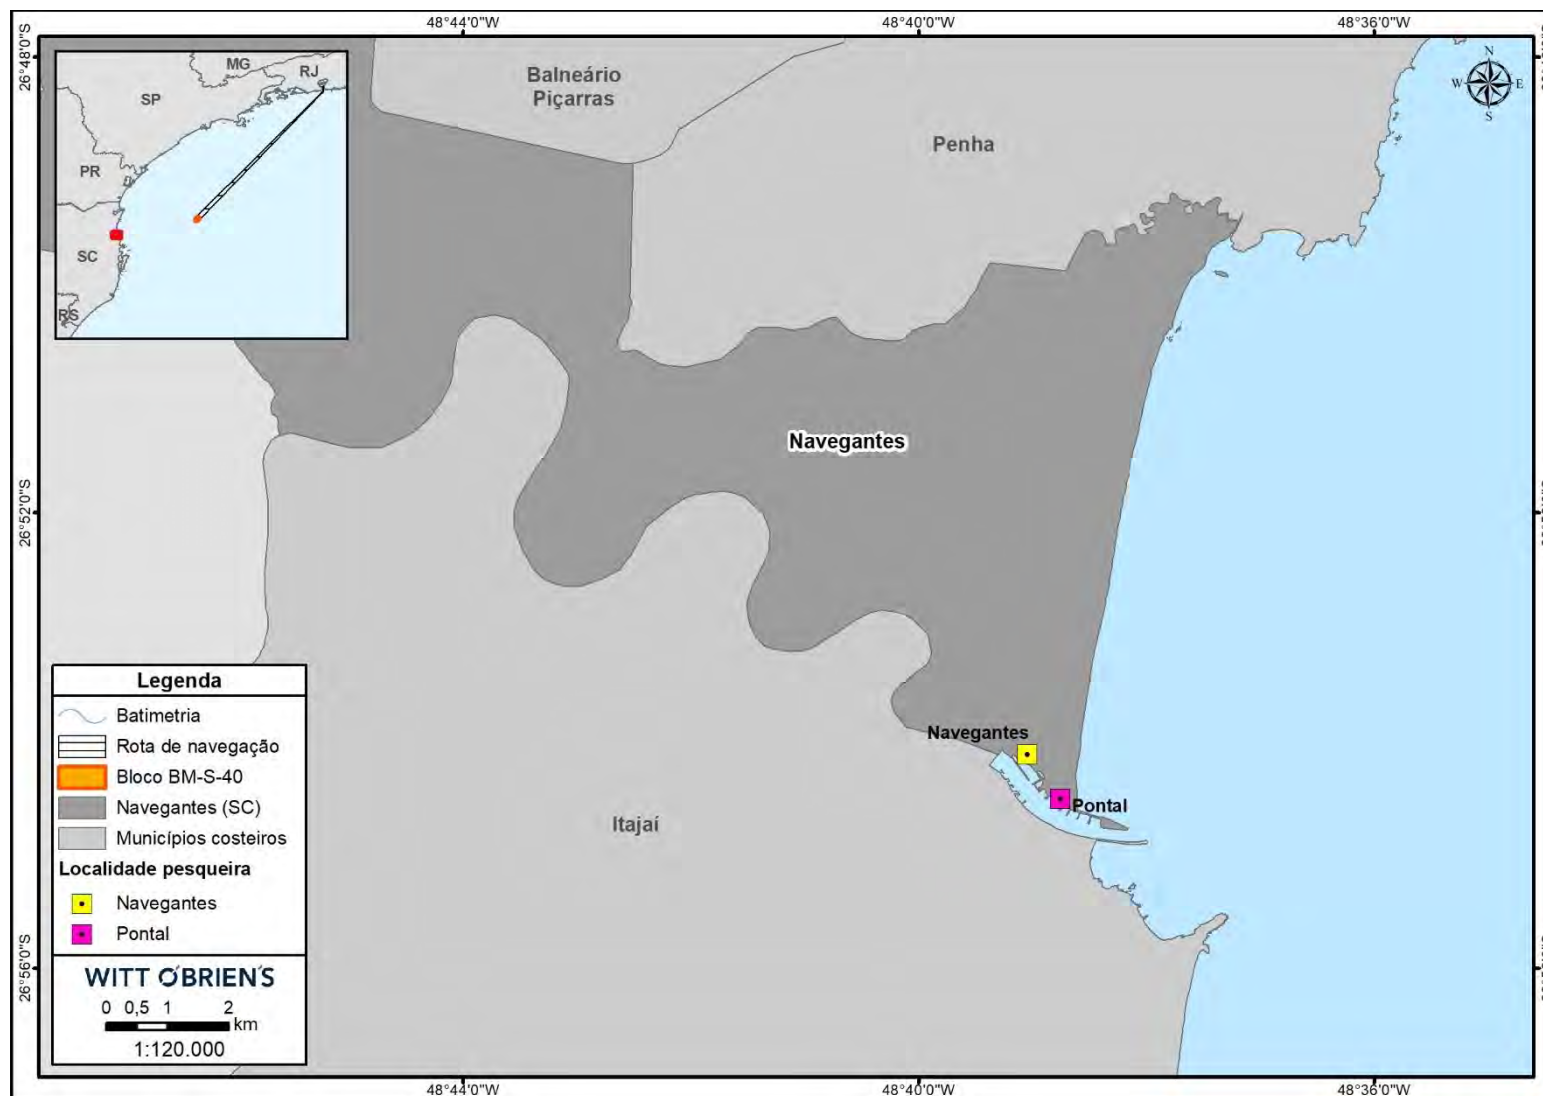 48°44'0"W
48°40'0"W
48°36'0"W
26°48'0"S
N
W
E
S
MG
RJ
SP
PR
SC
RS
Balneário
Piçarras
Penha
Navegantes
26°52'0"S
Navegantes
Pontal
Itajaí
Legenda
Batimetria
Rota de navegação
Bloco BM-S-40
Navegantes (SC)
Municípios costeiros
Localidade pesqueira
Navegantes
Pontal
26°56'0"S
WITT O'BRIEN'S
0 0,5 1 2
km
1:120.000
48°44'0"W
48°40'0"W
48°36'0"W